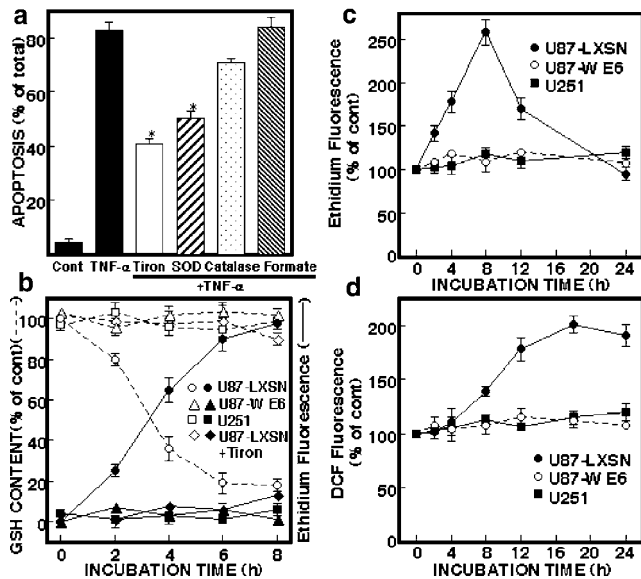 a
APOPTOSIS (% of total)
80
60
40
20
*
*
Cont TNF-α Tiron SOD Catalase Formate
+TNF-α
b
GSH CONTENT(% of cont)(----)
100
80
60
40
20
0
U87-LXSN
U87-W E6
U251
U87-LXSN
+Tiron
Ethidium Fluorescence (——)
0 2 4 6 8
INCUBATION TIME (h)
c
Ethidium Fluorescence
(% of cont)
250
200
150
100
50
U87-LXSN
U87-W E6
U251
0 4 8 12 16 20 24
INCUBATION TIME (h)
d
DCF Fluorescence
(% of cont)
200
150
100
50
0
U87-LXSN
U87-W E6
U251
0 4 8 12 16 20 24
INCUBATION TIME (h)